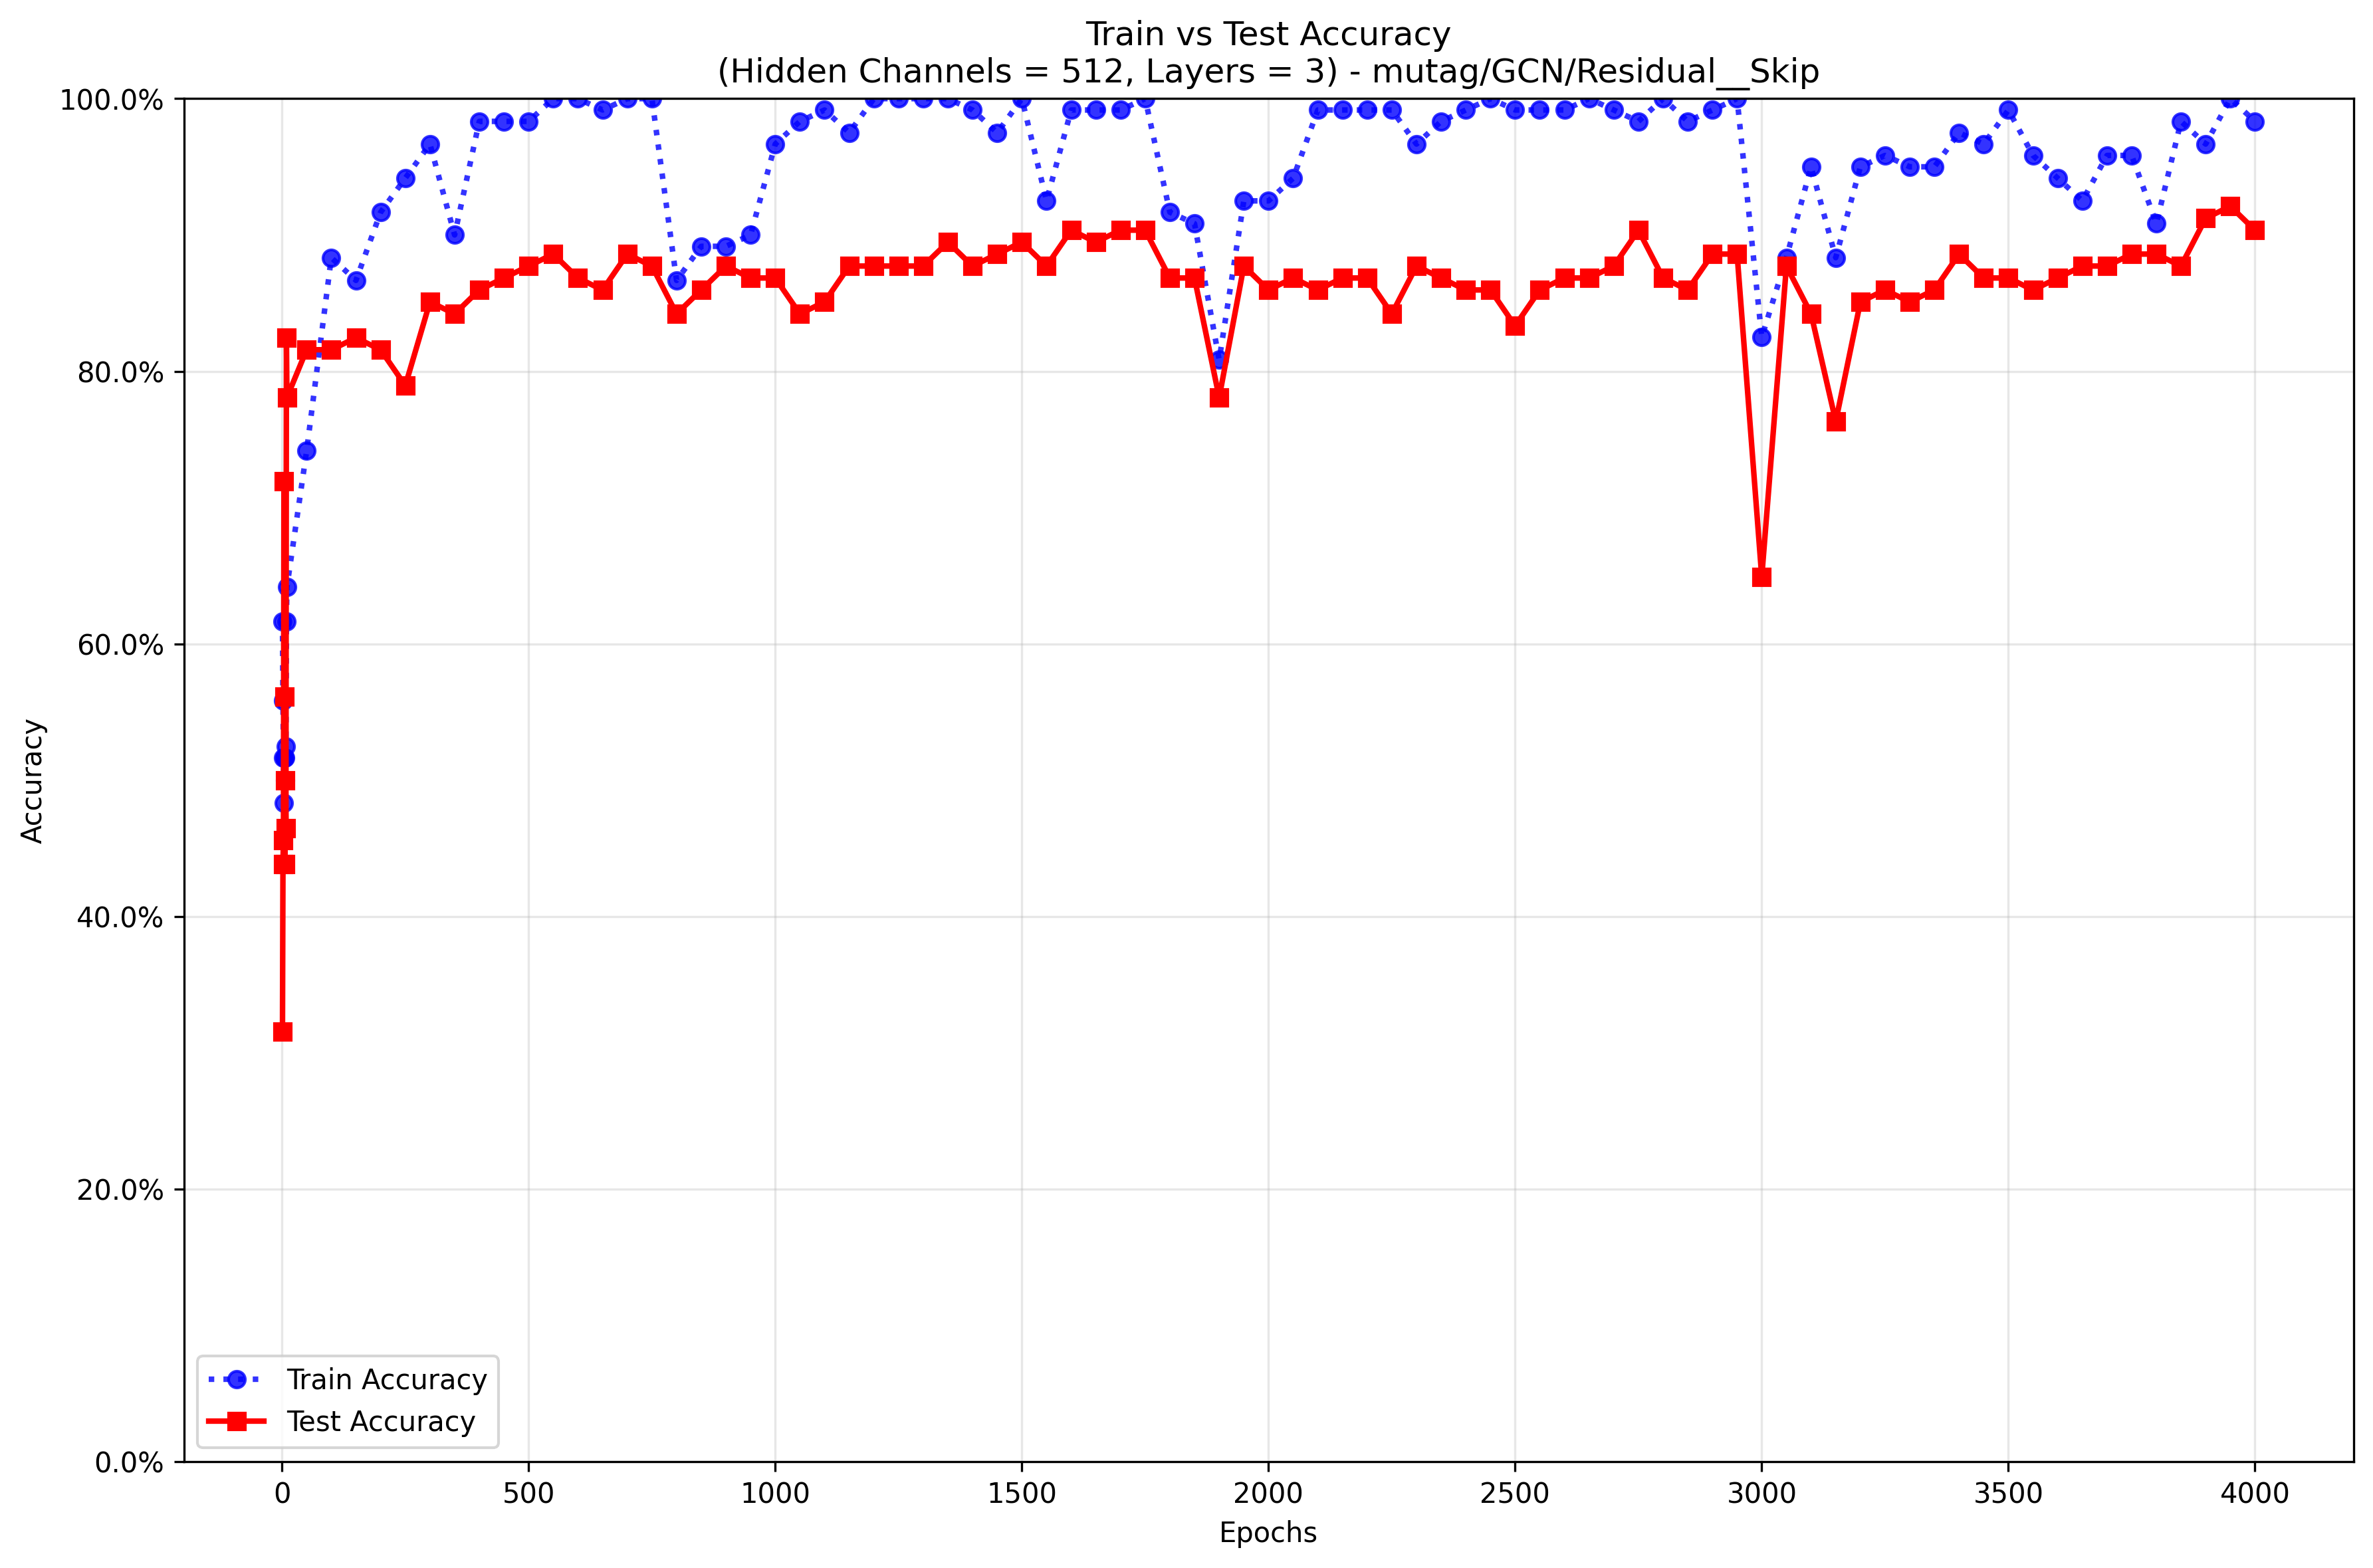 Train vs Test Accuracy
(Hidden Channels = 512, Layers = 3) - mutag/GCN/Residual__Skip
100.0%
80.0%
60.0%
40.0%
20.0%
0.0%
Accuracy
Train Accuracy
Test Accuracy
0 500 1000 1500 2000 2500 3000 3500 4000
Epochs